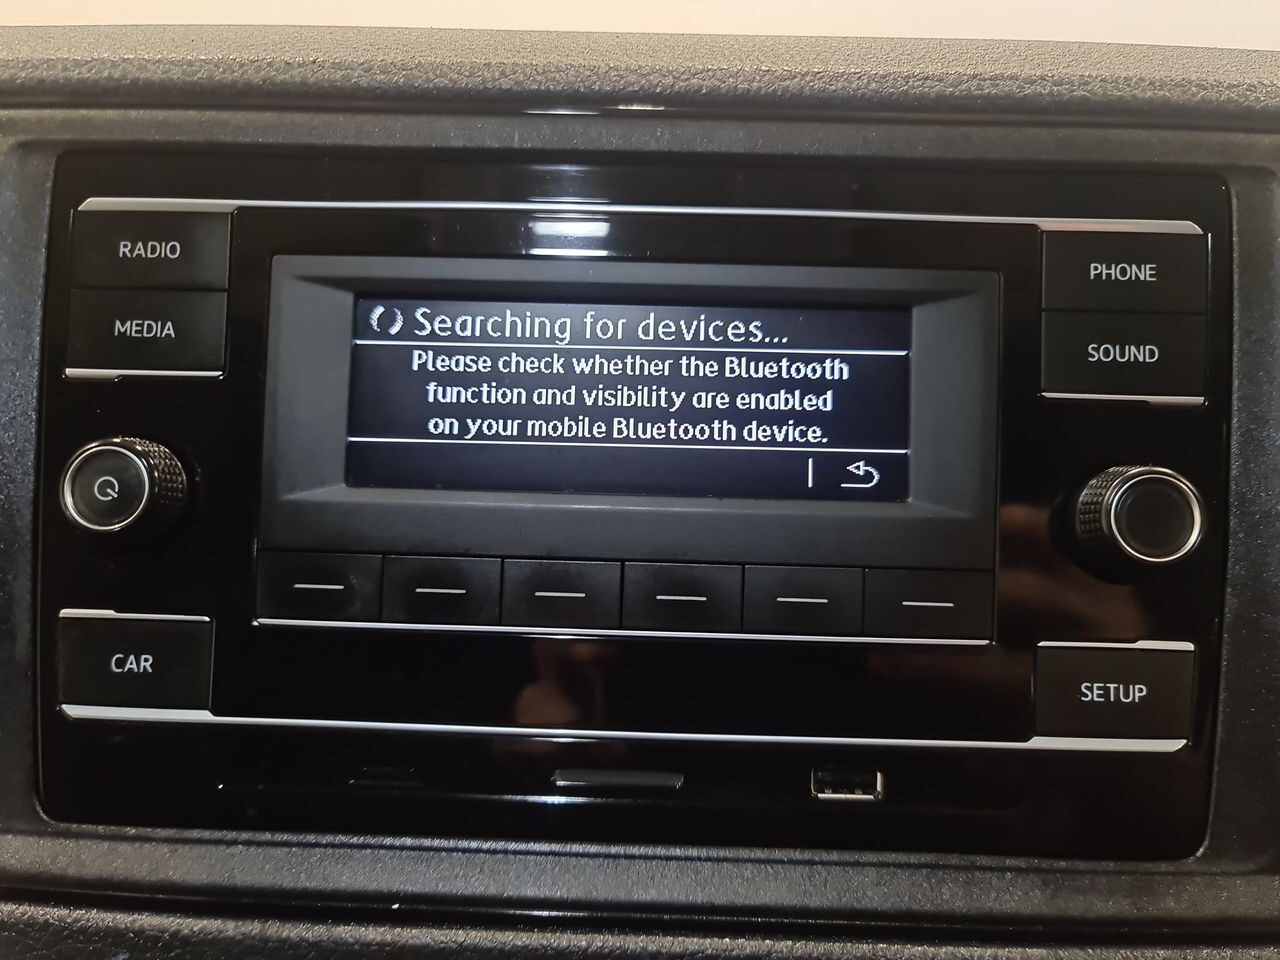 RADIO
MEDIA
PHONE
SOUND
Searching for devices...
Please check whether the Bluetooth
function and visibility are enabled
on your mobile Bluetooth device.
CAR
SETUP